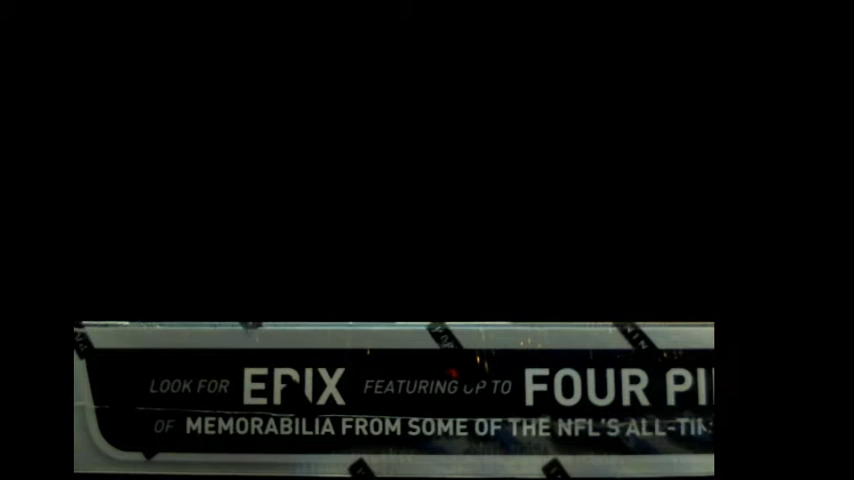 LOOK FOR EPIX FEATURING UP TO FOUR
OF MEMORABILIA FROM SOME OF THE NFL'S